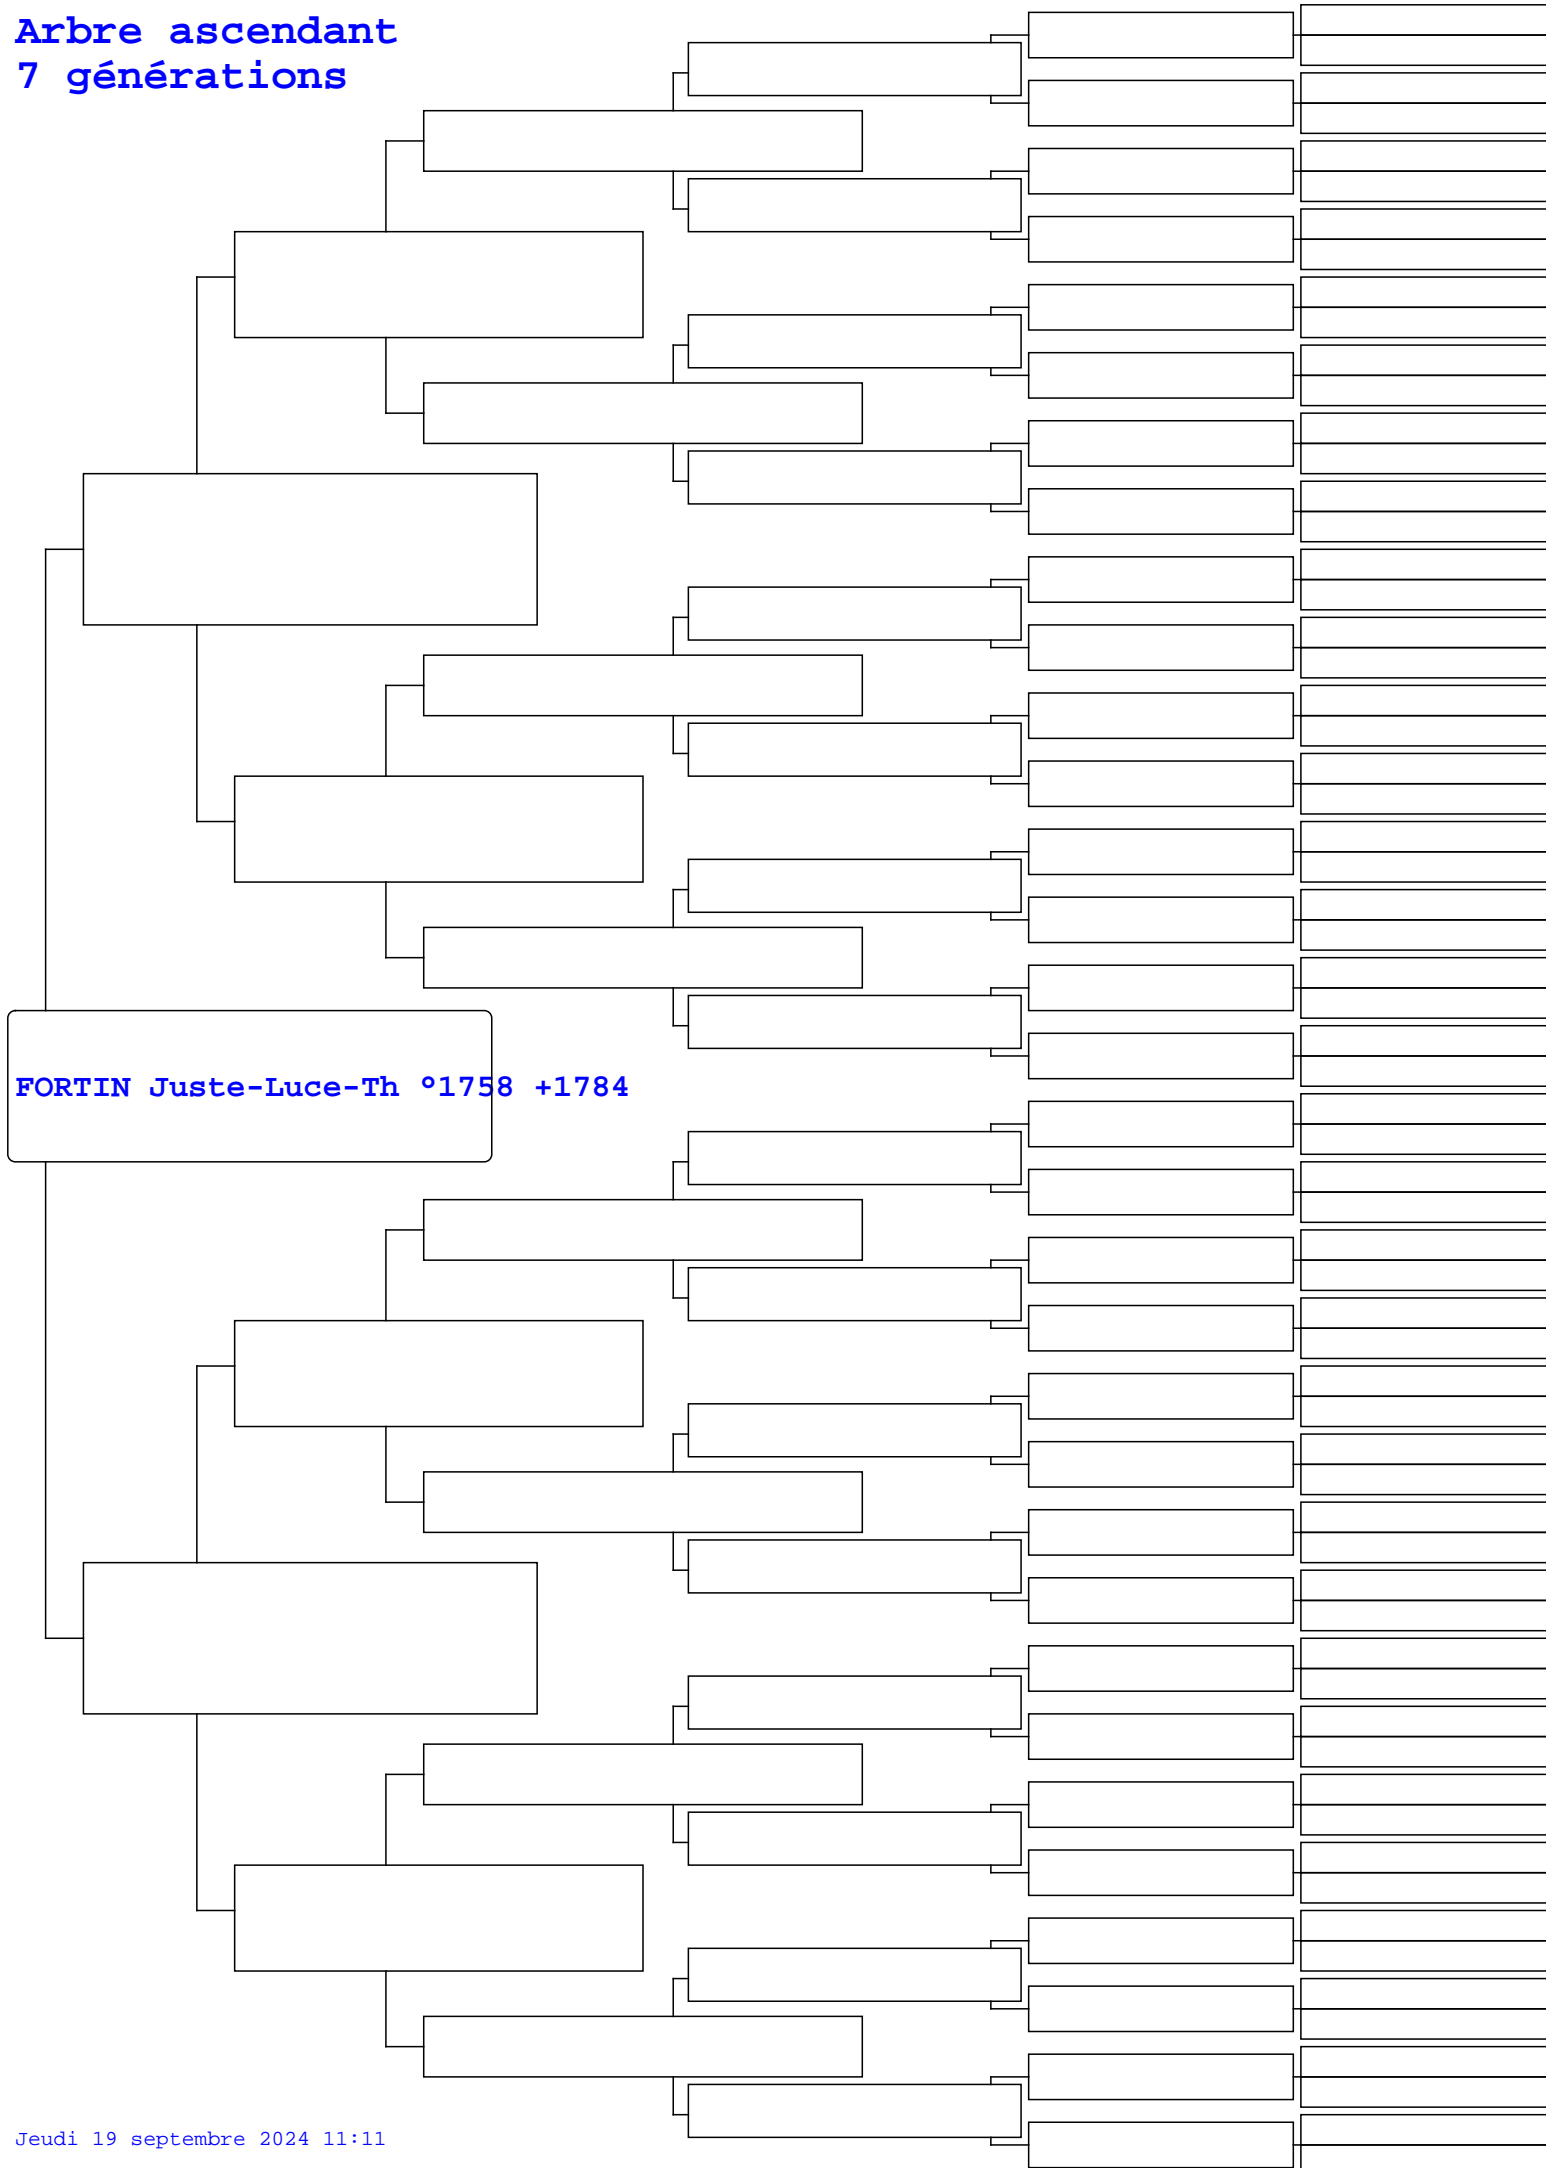 Arbre ascendant
7 générations
FORTIN Juste-Luce-Th °1758 +1784
Jeudi 19 septembre 2024 11:11